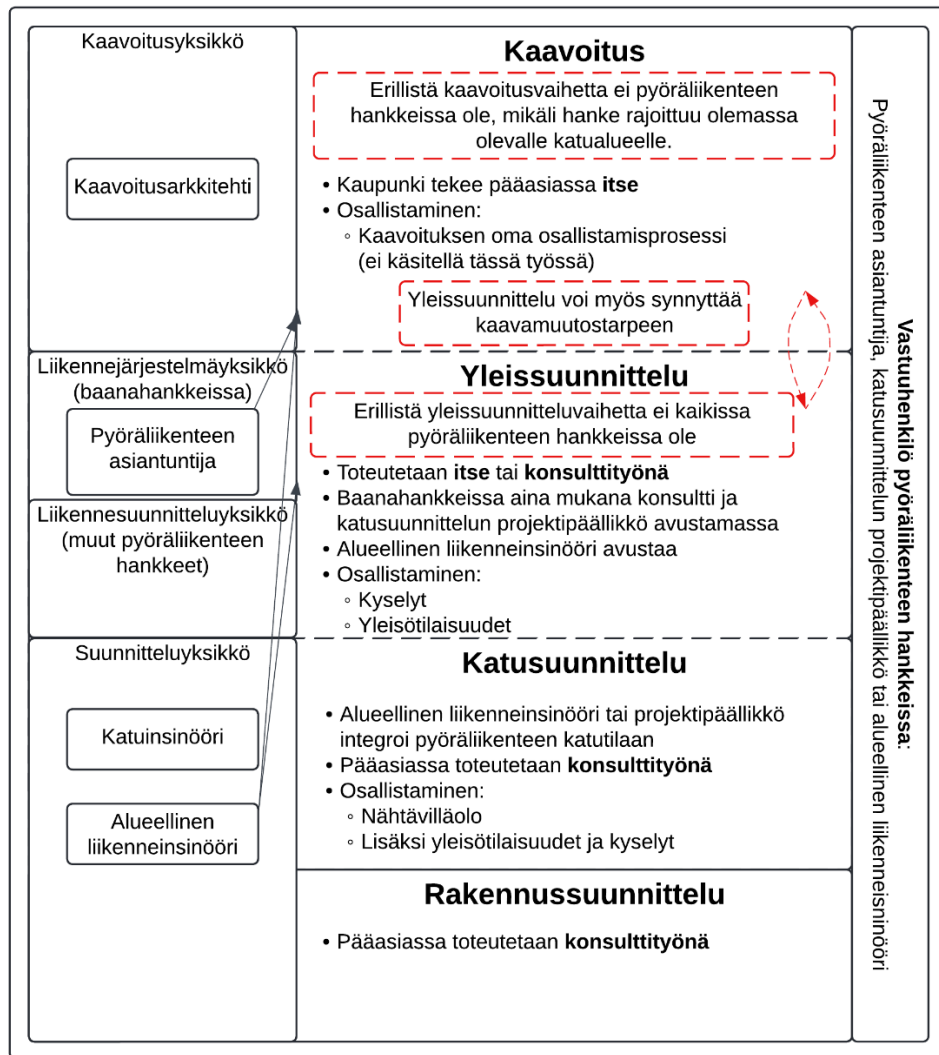 Kaavoitusyksikkö
Kaavoitusarkkitehti
Kaavoitus
Erillistä kaavoitusvaihetta ei pyöräliikenteen
hankkeissa ole, mikäli hanke rajoittuu olemassa
olevalle katualueelle.
• Kaupunki tekee pääasiassa itse
• Osallistaminen:
◦ Kaavoituksen oma osallistamisprosessi
(ei käsitellä tässä työssä)
Yleissuunnittelu voi myös synnyttää
kaavamuutostarpeen
Liikennejärjestelmäyksikkö
(baanahankkeissa)
Pyöräliikenteen
asiantuntija
Liikennesuunnitteluyksikkö
(muut pyöräliikenteen
hankkeet)
Yleissuunnittelu
Erillistä yleissuunnitteluvaihetta ei kaikissa
pyöräliikenteen hankkeissa ole
• Toteutetaan itse tai konsulttityönä
• Baanahankkeissa aina mukana konsultti ja
katusuunnittelun projektipäällikkö avustamassa
• Alueellinen liikenneinsinööri avustaa
• Osallistaminen:
◦ Kyselyt
◦ Yleisötilaisuudet
Suunnitteluyksikkö
Katuinsinööri
Alueellinen
liikenneinsinööri
Katusuunnittelu
• Alueellinen liikenneinsinööri tai projektipäällikkö
integroi pyöräliikenteen katutilaan
• Pääasiassa toteutetaan konsulttityönä
• Osallistaminen:
◦ Nähtävilläolo
◦ Lisäksi yleisötilaisuudet ja kyselyt
Rakennussuunnittelu
• Pääasiassa toteutetaan konsulttityönä
Vastuuhenkilö pyöräliikenteen hankkeissa:
Pyöräliikenteen asiantuntija, katusuunnittelun projektipäällikkö tai alueellinen liikenneisninööri